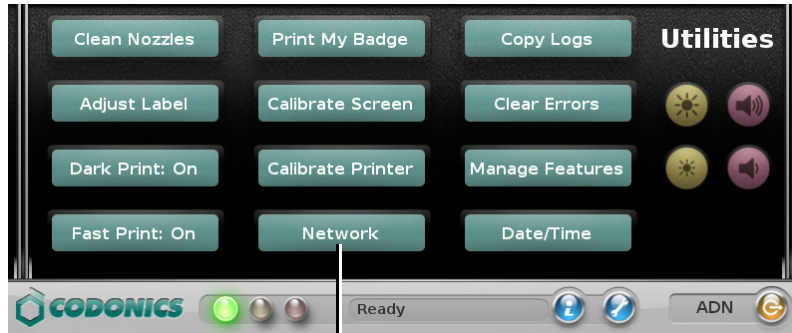 Clean Nozzles Print My Badge Copy Logs Utilities
Adjust Label Calibrate Screen Clear Errors
Dark Print: On Calibrate Printer Manage Features
Fast Print: On Network Date/Time
CODONICS Ready ADN